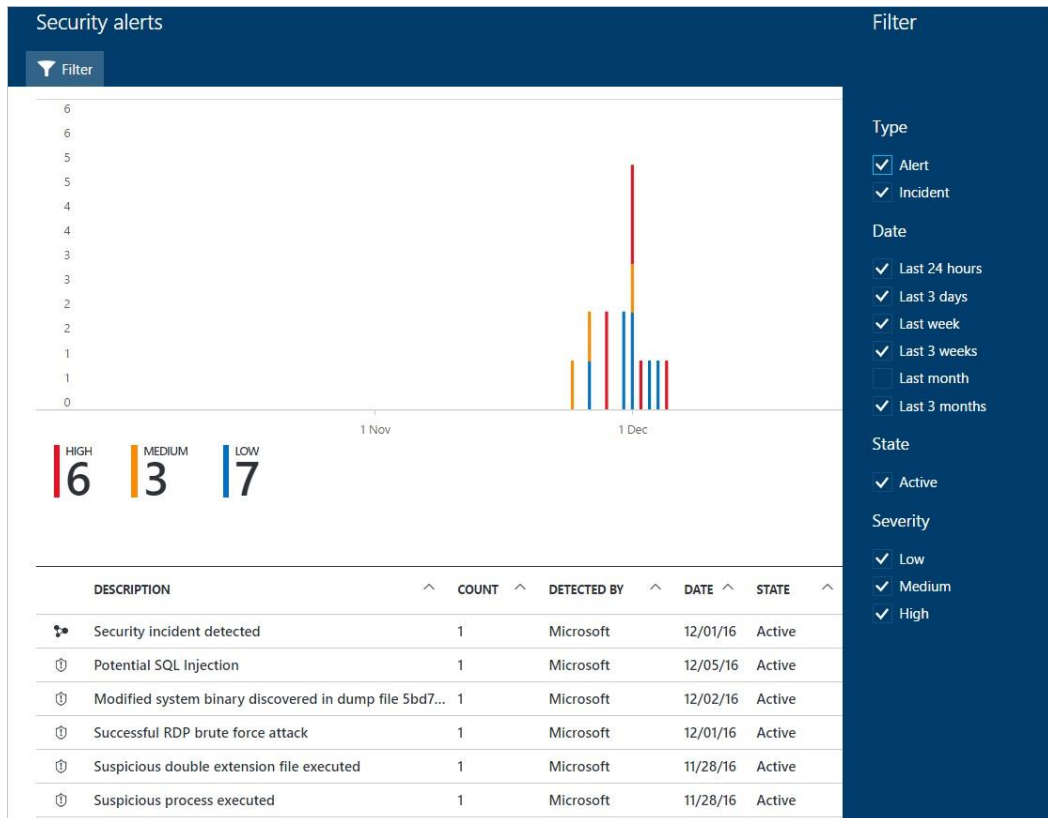 Security alerts
Filter
6
6
5
5
4
4
3
3
2
2
1
1
0
1 Nov 1 Dec
HIGH MEDIUM LOW
6 3 7
DESCRIPTION COUNT DETECTED BY DATE STATE
Security incident detected 1 Microsoft 12/01/16 Active
Potential SQL Injection 1 Microsoft 12/05/16 Active
Modified system binary discovered in dump file 5bd7... 1 Microsoft 12/02/16 Active
Successful RDP brute force attack 1 Microsoft 12/01/16 Active
Suspicious double extension file executed 1 Microsoft 11/28/16 Active
Suspicious process executed 1 Microsoft 11/28/16 Active
Filter
Type
Alert
Incident
Date
Last 24 hours
Last 3 days
Last week
Last 3 weeks
Last month
Last 3 months
State
Active
Severity
Low
Medium
High